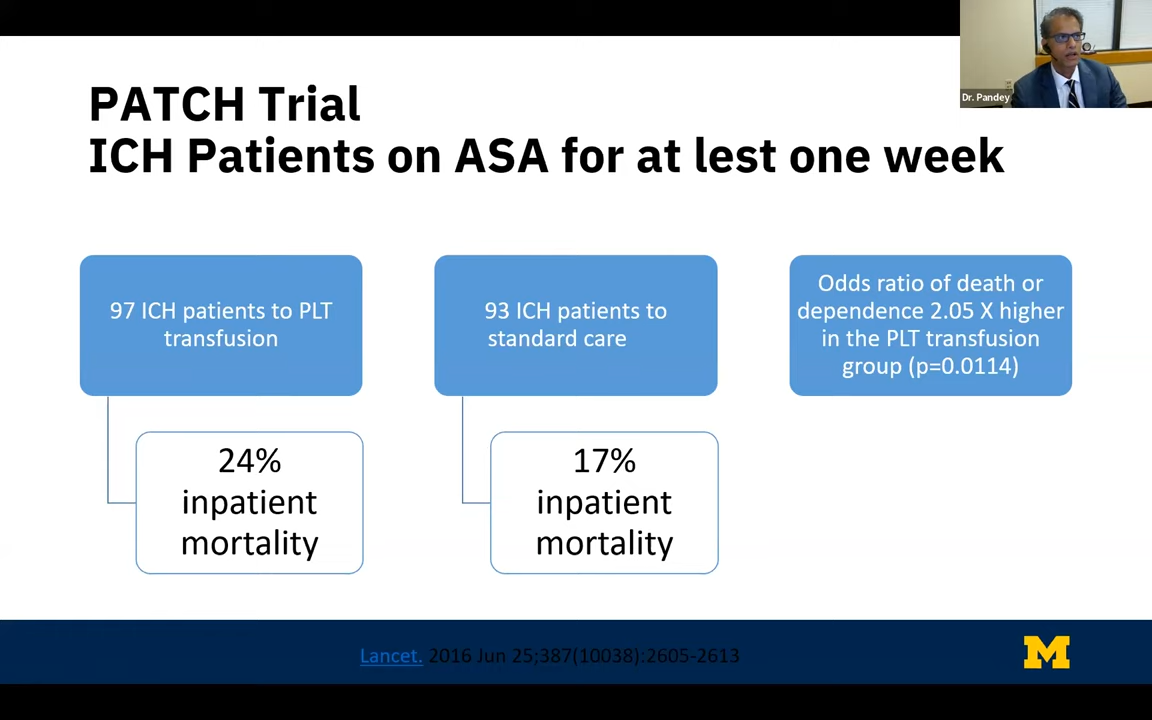 PATCH Trial
ICH Patients on ASA for at lest one week
Dr. Pandey
97 ICH patients to PLT
transfusion
93 ICH patients to
standard care
Odds ratio of death or
dependence 2.05 X higher
in the PLT transfusion
group (p=0.0114)
24%
inpatient
mortality
17%
inpatient
mortality
Lancet. 2016 Jun 25;387(10038):2605-2613
M